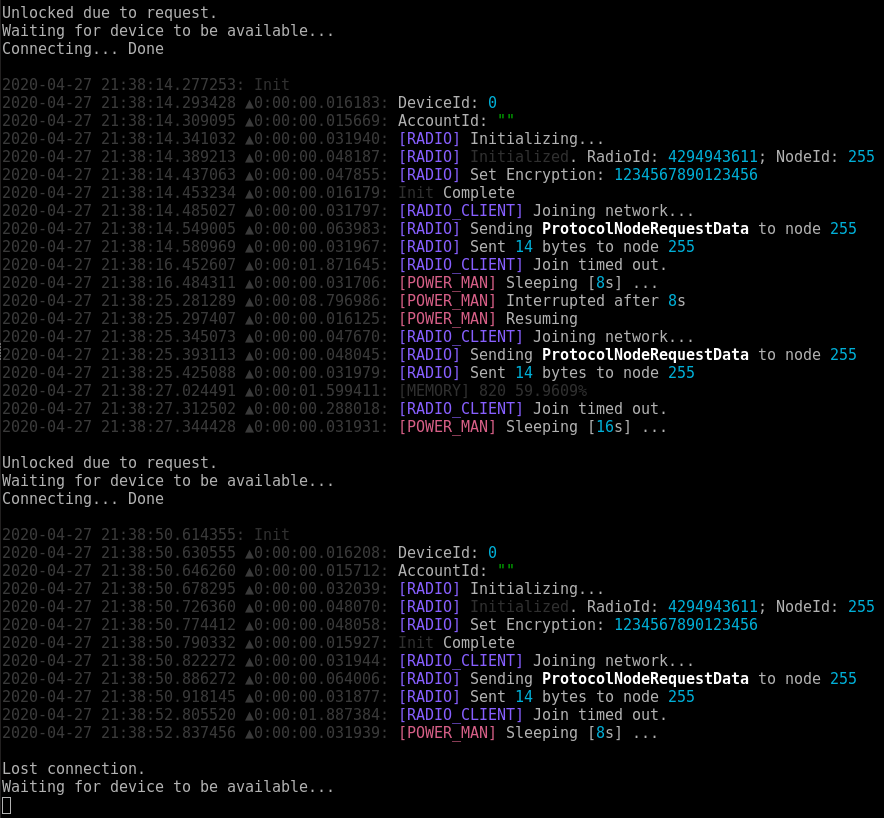 Unlocked due to request.
Waiting for device to be available...
Connecting... Done
2020-04-27 21:38:14.277253: Init
2020-04-27 21:38:14.293428 ▲0:00:00.016183: DeviceId: 0
2020-04-27 21:38:14.309095 ▲0:00:00.015669: AccountId: ""
2020-04-27 21:38:14.341032 ▲0:00:00.031940: [RADIO] Initializing...
2020-04-27 21:38:14.389213 ▲0:00:00.048187: [RADIO] Initialized. RadioId: 4294943611; NodeId: 255
2020-04-27 21:38:14.437063 ▲0:00:00.047855: [RADIO] Set Encryption: 1234567890123456
2020-04-27 21:38:14.453234 ▲0:00:00.016179: Init Complete
2020-04-27 21:38:14.485027 ▲0:00:00.031797: [RADIO_CLIENT] Joining network...
2020-04-27 21:38:14.549005 ▲0:00:00.063983: [RADIO] Sending ProtocolNodeRequestData to node 255
2020-04-27 21:38:14.580969 ▲0:00:00.031967: [RADIO] Sent 14 bytes to node 255
2020-04-27 21:38:16.452607 ▲0:00:01.871645: [RADIO_CLIENT] Join timed out.
2020-04-27 21:38:16.484311 ▲0:00:00.031706: [POWER_MAN] Sleeping [8s] ...
2020-04-27 21:38:25.281289 ▲0:00:08.796986: [POWER_MAN] Interrupted after 8s
2020-04-27 21:38:25.297407 ▲0:00:00.016125: [POWER_MAN] Resuming
2020-04-27 21:38:25.345073 ▲0:00:00.047670: [RADIO_CLIENT] Joining network...
2020-04-27 21:38:25.393113 ▲0:00:00.048045: [RADIO] Sending ProtocolNodeRequestData to node 255
2020-04-27 21:38:25.425088 ▲0:00:00.031979: [RADIO] Sent 14 bytes to node 255
2020-04-27 21:38:27.024491 ▲0:00:01.599411: [MEMORY] 820 59.9609%
2020-04-27 21:38:27.312502 ▲0:00:00.288018: [RADIO_CLIENT] Join timed out.
2020-04-27 21:38:27.344428 ▲0:00:00.031931: [POWER_MAN] Sleeping [16s] ...
Unlocked due to request.
Waiting for device to be available...
Connecting... Done
2020-04-27 21:38:50.614355: Init
2020-04-27 21:38:50.630555 ▲0:00:00.016208: DeviceId: 0
2020-04-27 21:38:50.646260 ▲0:00:00.015712: AccountId: ""
2020-04-27 21:38:50.678295 ▲0:00:00.032039: [RADIO] Initializing...
2020-04-27 21:38:50.726360 ▲0:00:00.048070: [RADIO] Initialized. RadioId: 4294943611; NodeId: 255
2020-04-27 21:38:50.774412 ▲0:00:00.048058: [RADIO] Set Encryption: 1234567890123456
2020-04-27 21:38:50.790332 ▲0:00:00.015927: Init Complete
2020-04-27 21:38:50.822272 ▲0:00:00.031944: [RADIO_CLIENT] Joining network...
2020-04-27 21:38:50.886272 ▲0:00:00.064006: [RADIO] Sending ProtocolNodeRequestData to node 255
2020-04-27 21:38:50.918145 ▲0:00:00.031877: [RADIO] Sent 14 bytes to node 255
2020-04-27 21:38:52.805520 ▲0:00:01.887384: [RADIO_CLIENT] Join timed out.
2020-04-27 21:38:52.837456 ▲0:00:00.031939: [POWER_MAN] Sleeping [8s] ...
Lost connection.
Waiting for device to be available...